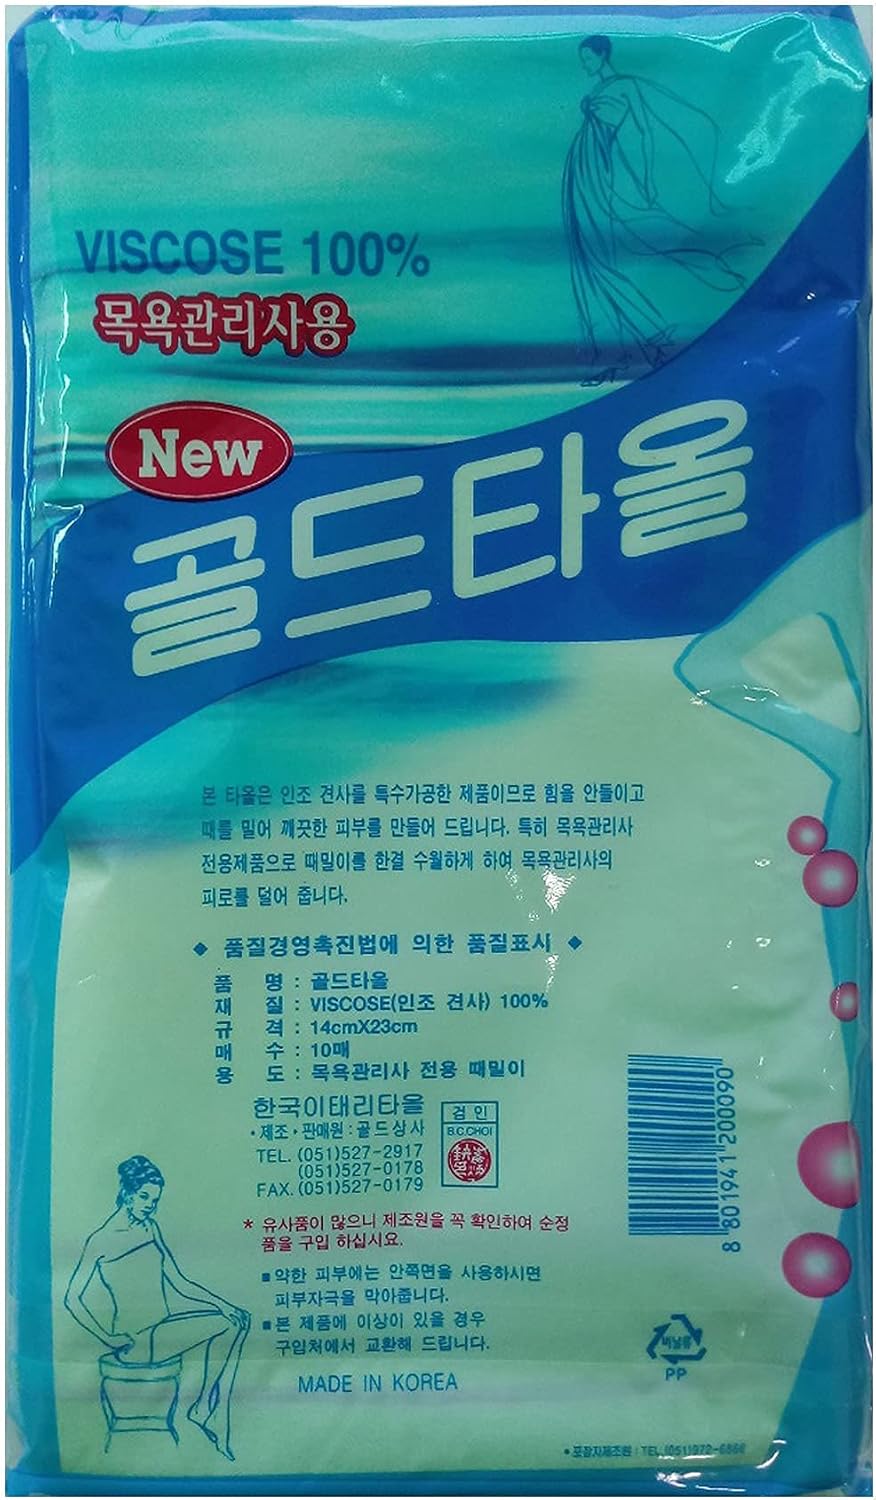 VISCOSE 100%
목욕관리사용
New
골드타올
본 타올은 인조 견사를 특수가공한 제품이므로 힘을 안들이고
때를 밀어 깨끗한 피부를 만들어 드립니다. 특히 목욕관리사
전용제품으로 때밀이를 한결 수월하게 하여 목욕관리사의
피로를 덜어 줍니다.
◆ 품질경영촉진법에 의한 품질표시 ◆
품 명 : 골드타올
재 질 : VISCOSE(인조 견사) 100%
규 격 : 14cmX23cm
매 수 : 10매
용 도 : 목욕관리사 전용 때밀이
한국이태리타올
• 제조 • 판매원 : 골드상사
TEL. (051)527-2917
(051)527-0178
FAX. (051)527-0179
검 인
B.C.CHOI
* 유사품이 많으니 제조원을 꼭 확인하여 순정
품을 구입 하십시요.
■ 약한 피부에는 안쪽면을 사용하시면
피부자극을 막아줍니다.
■ 본 제품에 이상이 있을 경우
구입처에서 교환해 드립니다.
MADE IN KOREA
8 801941 200090
비닐류
PP
• 포장지제조원 : TEL.(051)972-6866